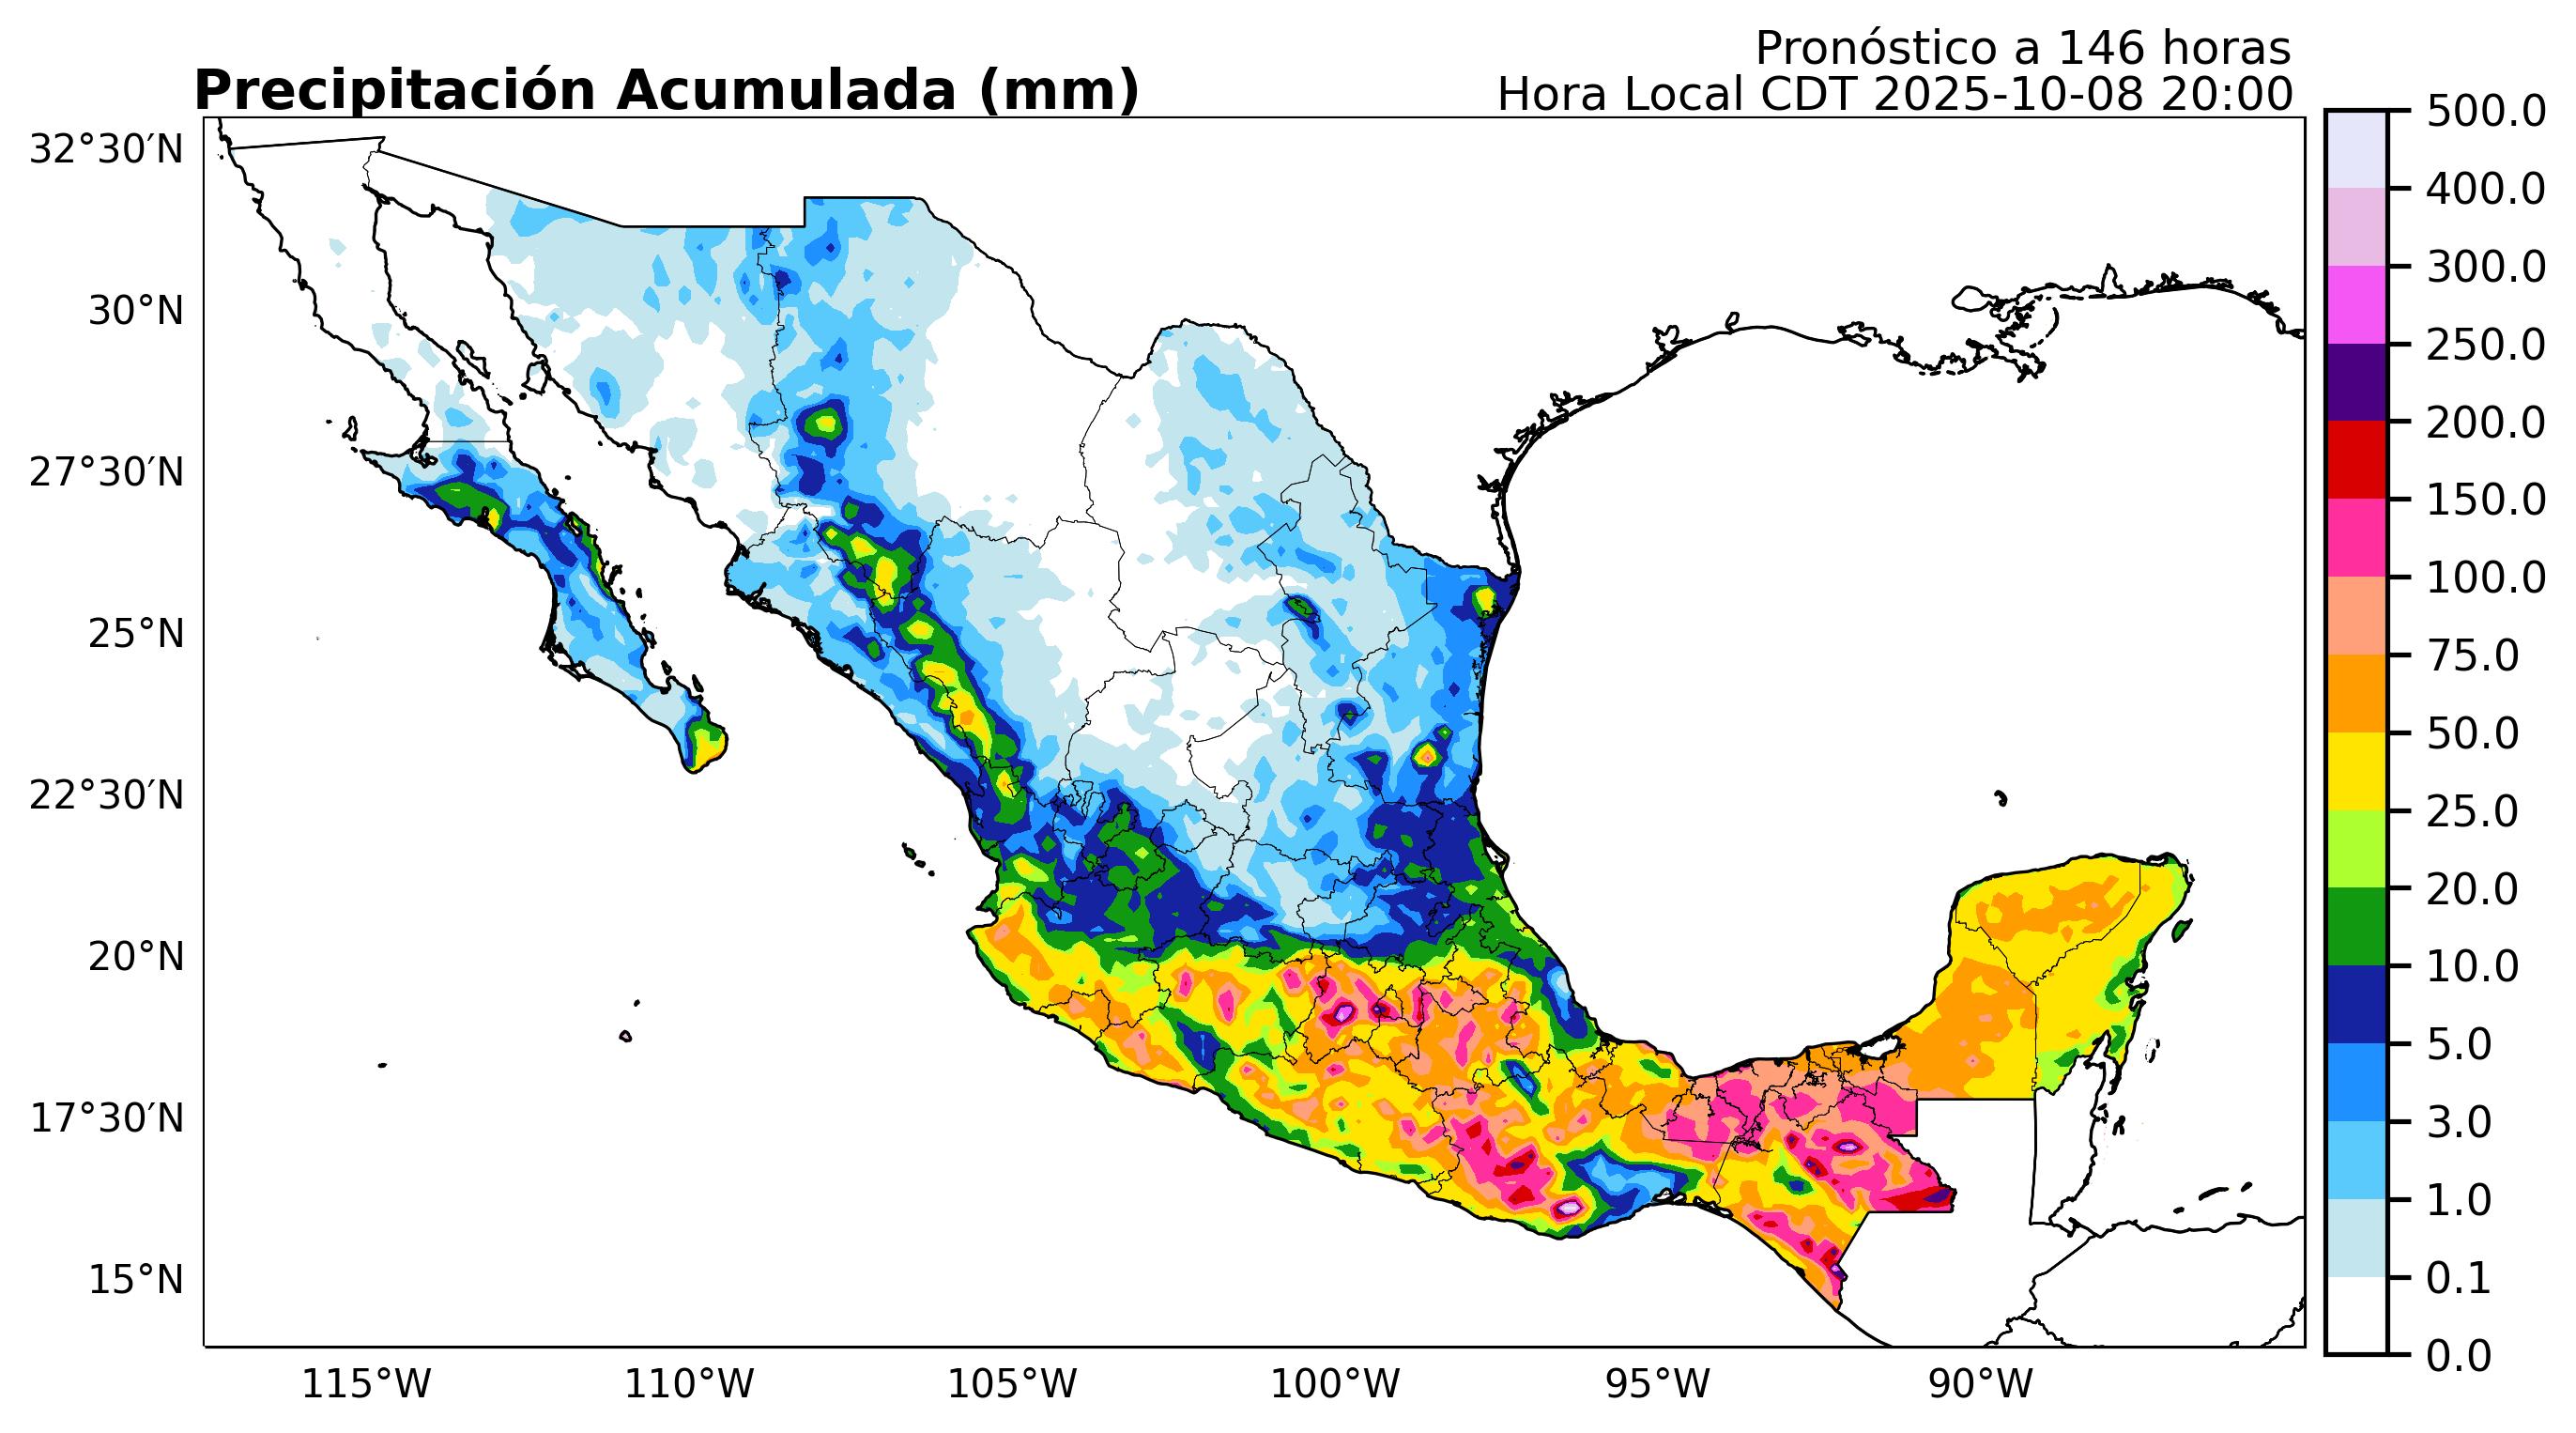 Pronóstico a 146 horas
Precipitación Acumulada (mm)
Hora Local CDT 2025-10-08 20:00
32°30′N
30°N
27°30′N
25°N
22°30′N
20°N
17°30′N
15°N
115°W
110°W
105°W
100°W
95°W
90°W
500.0
400.0
300.0
250.0
200.0
150.0
100.0
75.0
50.0
25.0
20.0
10.0
5.0
3.0
1.0
0.1
0.0